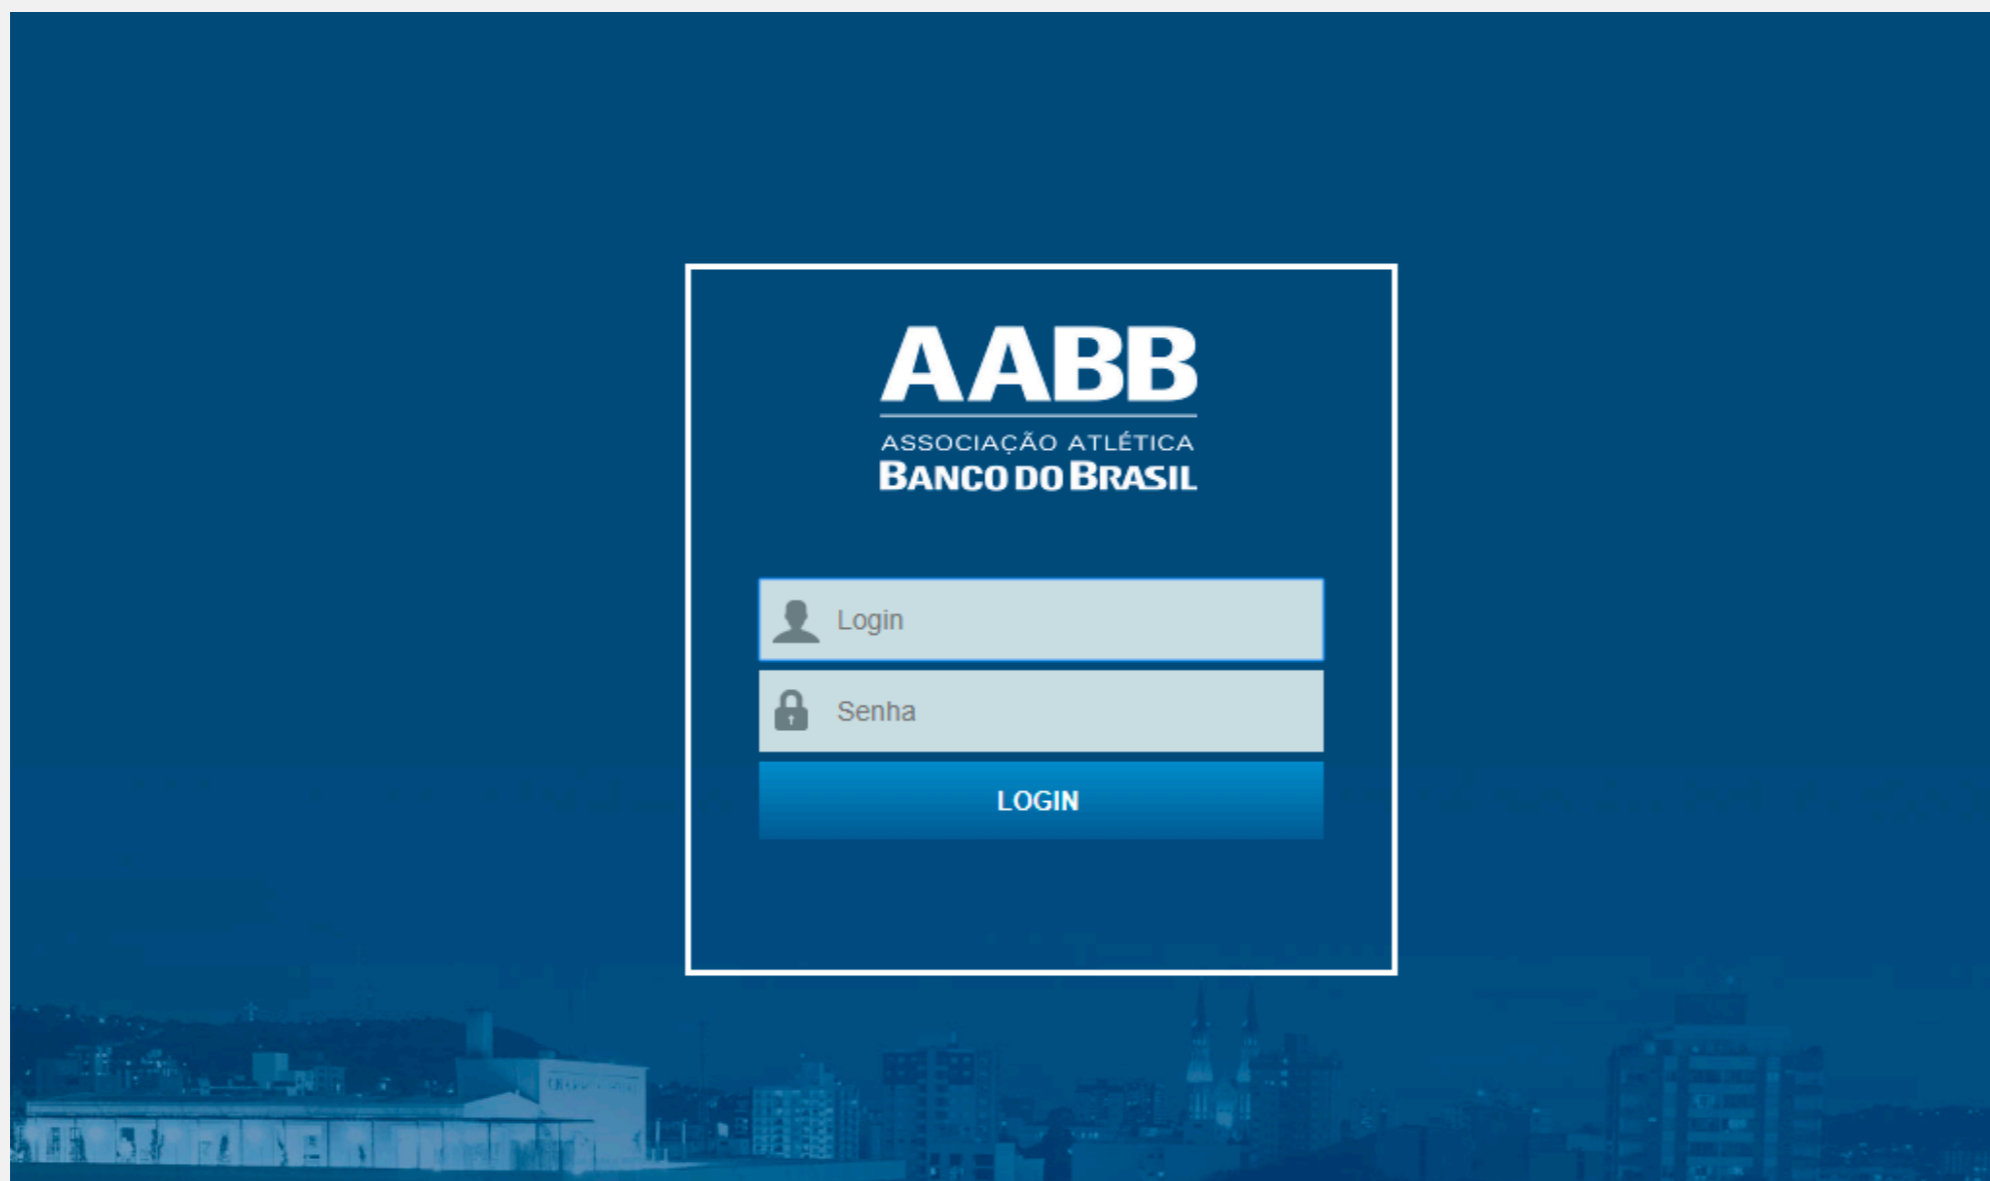 AABB
ASSOCIAÇÃO ATLÉTICA
BANCO DO BRASIL
Login
Senha
LOGIN